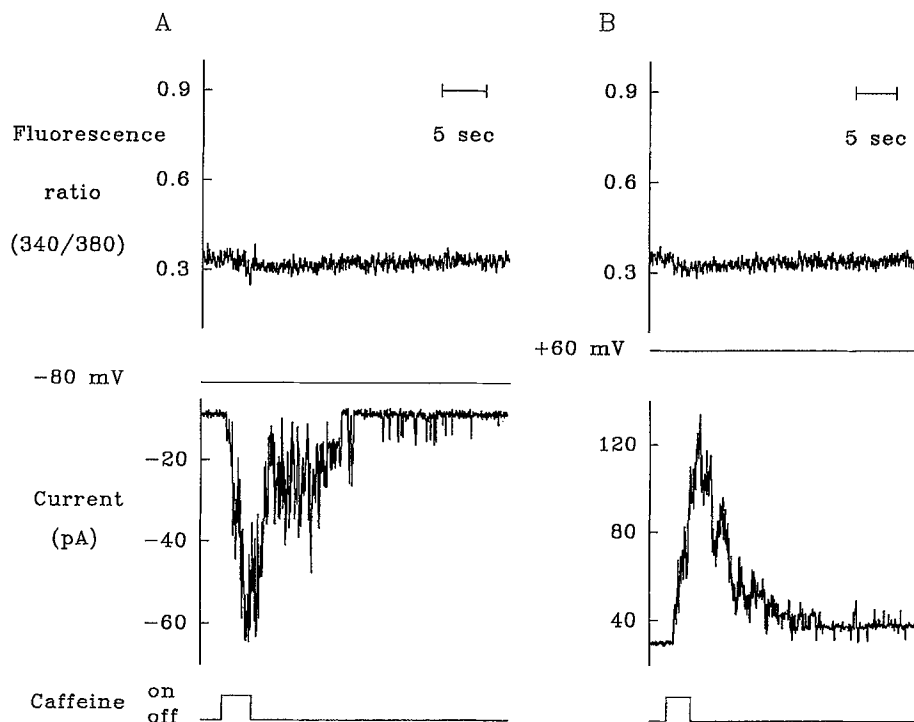 A
B
0.9
0.9
5 sec
5 sec
Fluorescence
ratio
(340/380)
0.6
0.6
0.3
0.3
-80 mV
+60 mV
-20
-40
-60
Current
(pA)
120
80
40
Caffeine
on
off